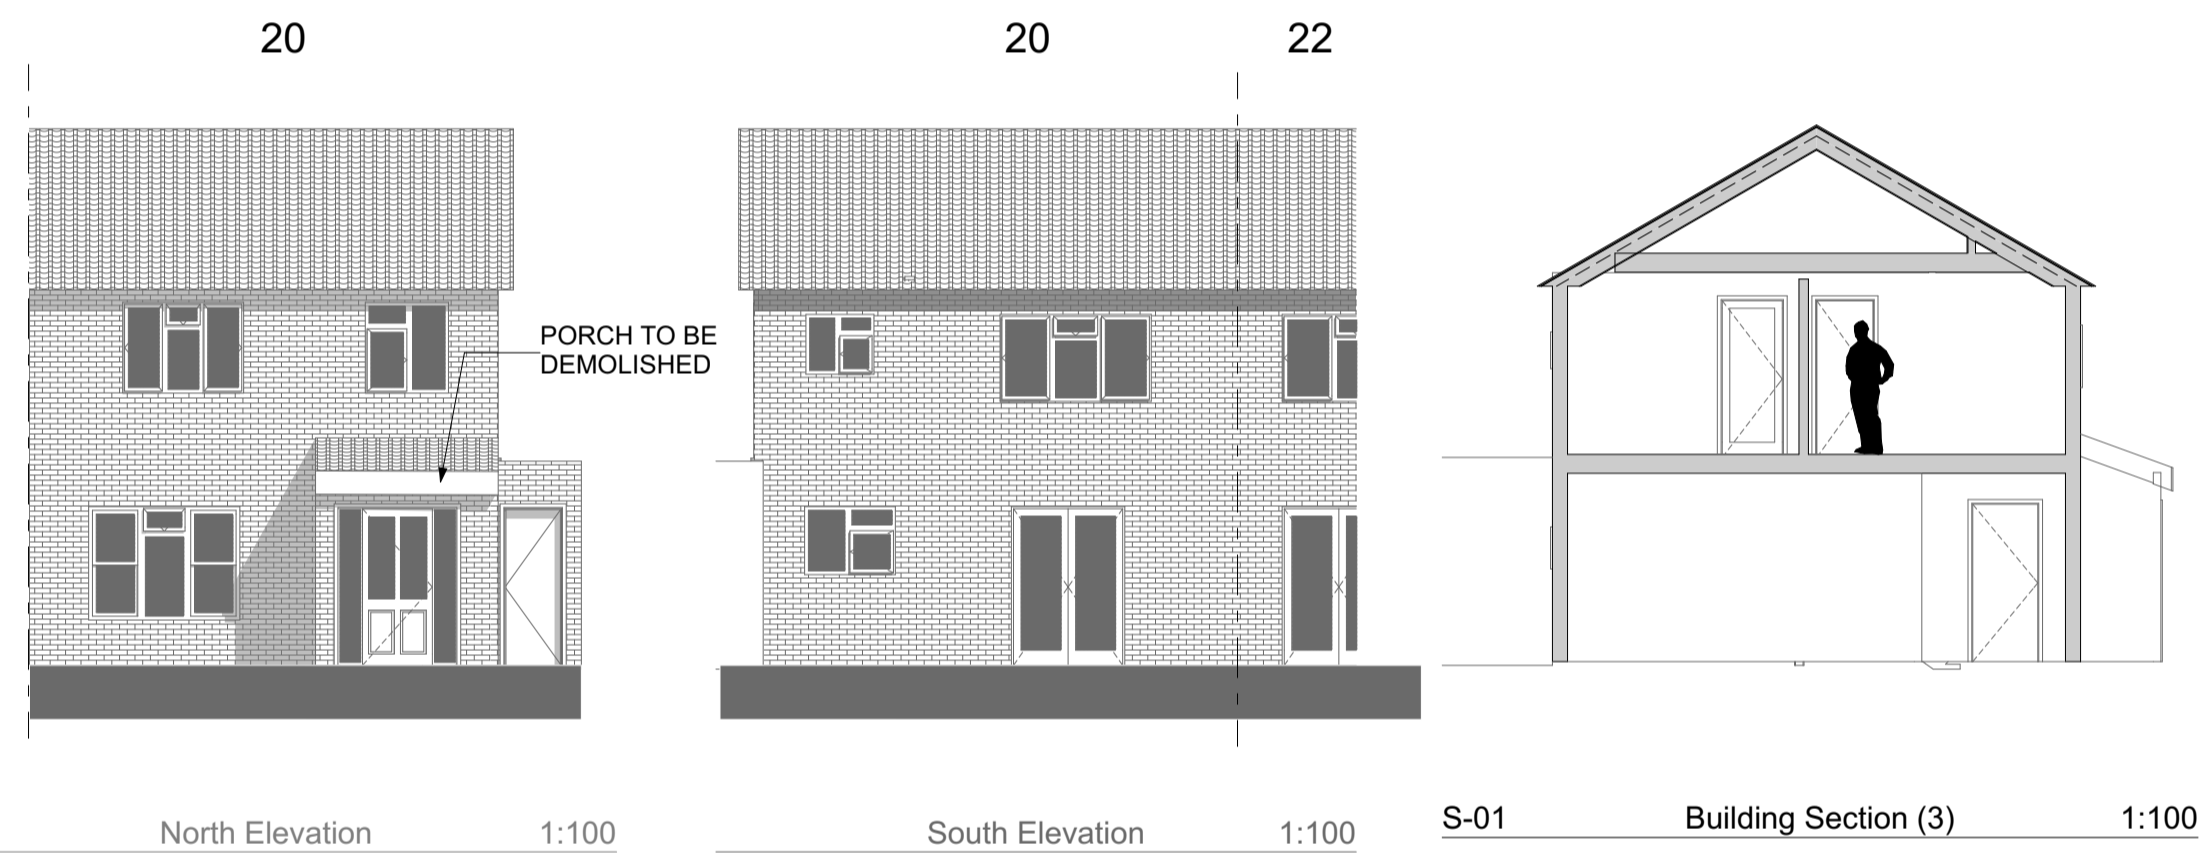 20
20
22
PORCH TO BE
DEMOLISHED
North Elevation 1:100
South Elevation 1:100
S-01 Building Section (3) 1:100